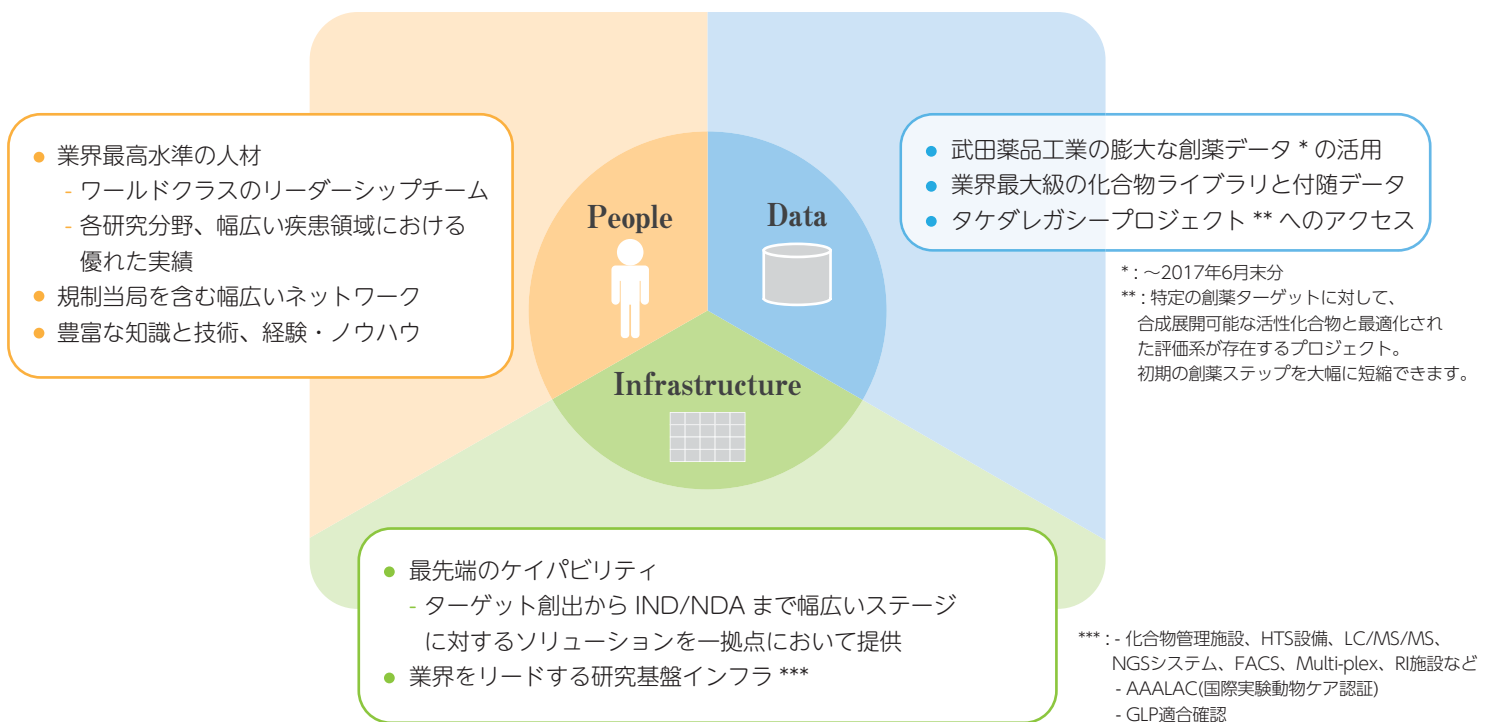 People
Data
Infrastructure
● 業界最高水準の人材
- ワールドクラスのリーダーシップチーム
- 各研究分野、幅広い疾患領域における
優れた実績
● 規制当局を含む幅広いネットワーク
● 豊富な知識と技術、経験・ノウハウ
● 武田薬品工業の膨大な創薬データ * の活用
● 業界最大級の化合物ライブラリと付随データ
● タケダレガシープロジェクト ** へのアクセス
* : ～2017年6月末分
** : 特定の創薬ターゲットに対して、
合成展開可能な活性化合物と最適化され
た評価系が存在するプロジェクト。
初期の創薬ステップを大幅に短縮できます。
● 最先端のケイパビリティ
- ターゲット創出から IND/NDA まで幅広いステージ
に対するソリューションを一拠点において提供
● 業界をリードする研究基盤インフラ ***
*** : - 化合物管理施設、HTS設備、LC/MS/MS、
NGSシステム、FACS、Multi-plex、RI施設など
- AAALAC(国際実験動物ケア認証)
- GLP適合確認